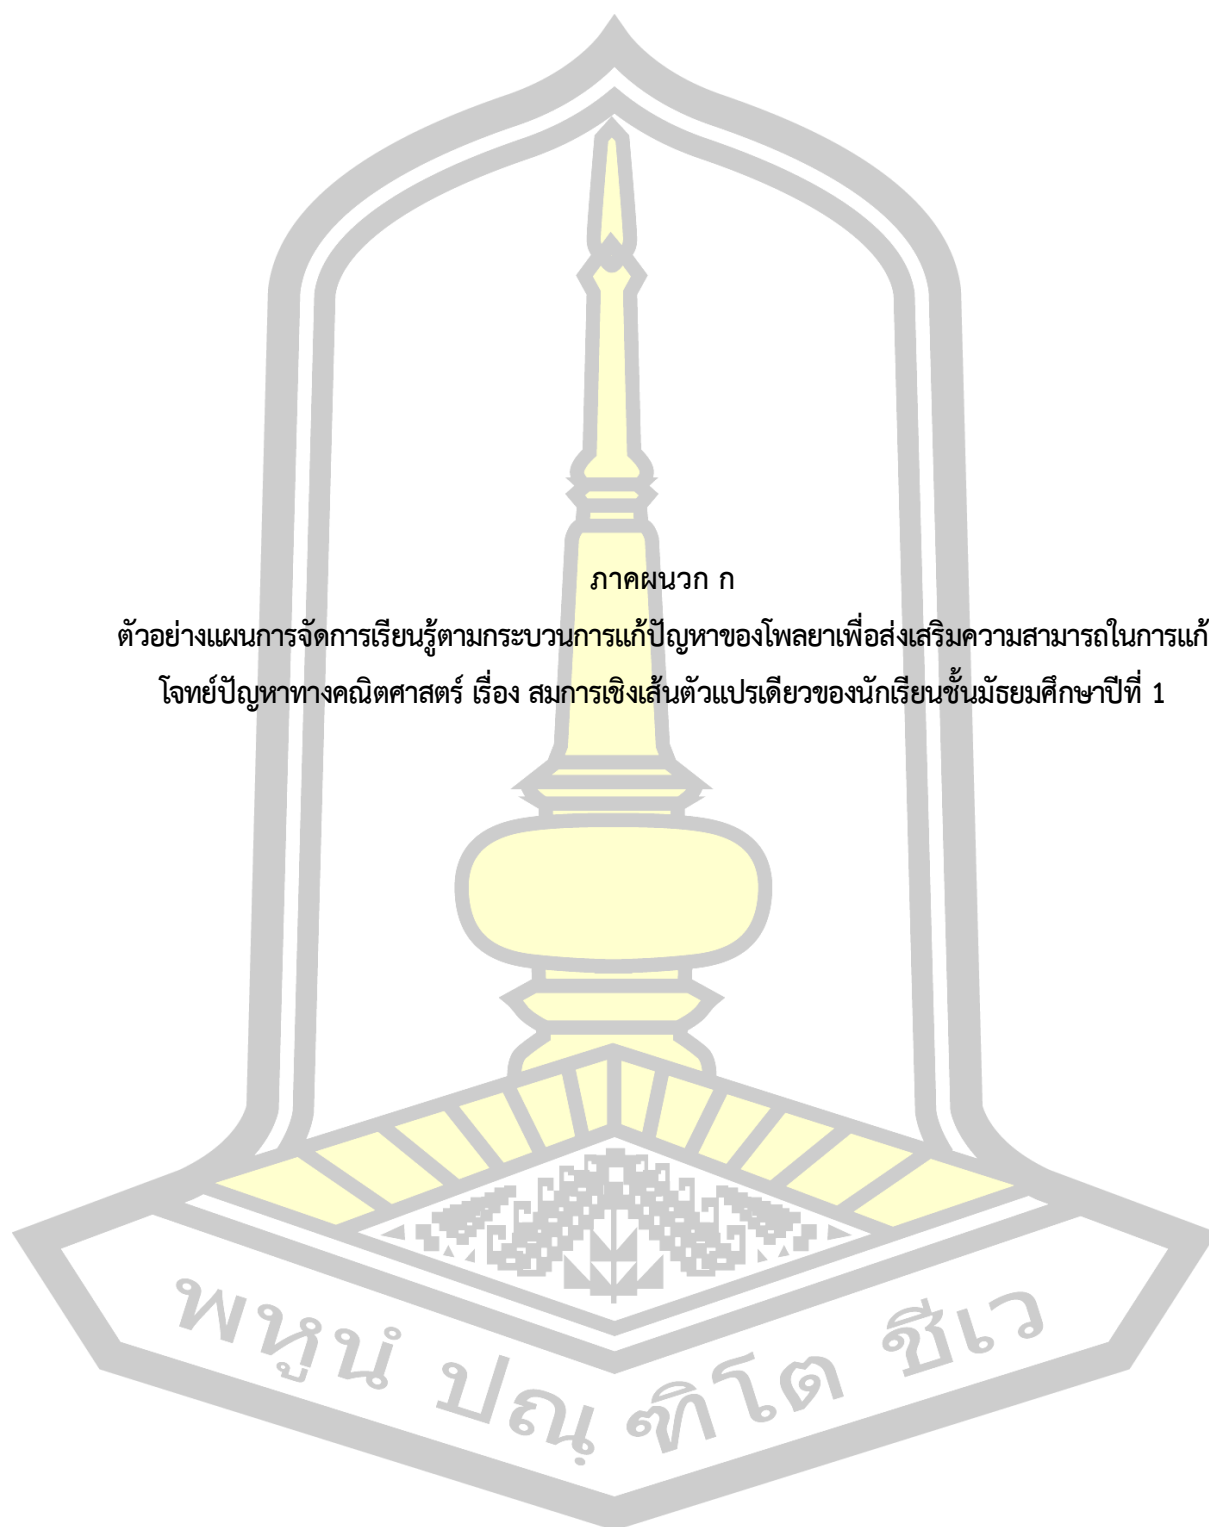 ภาคผนวก ก
ตัวอย่างแผนการจัดการเรียนรู้ตามกระบวนการแก้ปัญหาของโพลยาเพื่อส่งเสริมความสามารถในการแก้
โจทย์ปัญหาทางคณิตศาสตร์ เรื่อง สมการเชิงเส้นตัวแปรเดียวของนักเรียนชั้นมัธยมศึกษาปีที่ 1
พหูนํ ปณฺฑิโต ชีเว